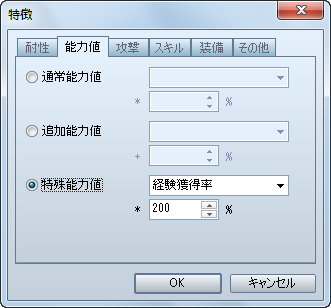 特徴
耐性 能力値 攻撃 スキル 装備 その他
通常能力値
* %
追加能力値
+ %
特殊能力値 経験獲得率
* 200 %
OK キャンセル